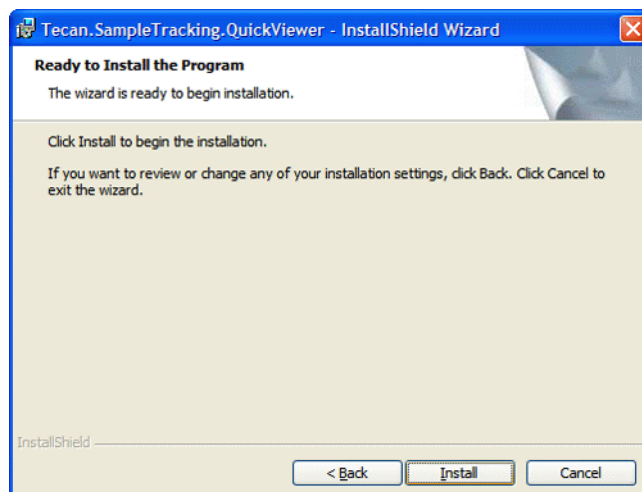 Tecan.SampleTracking.QuickViewer - InstallShield Wizard
Ready to Install the Program
The wizard is ready to begin installation.
Click Install to begin the installation.
If you want to review or change any of your installation settings, click Back. Click Cancel to
exit the wizard.
InstallShield
< Back Install Cancel